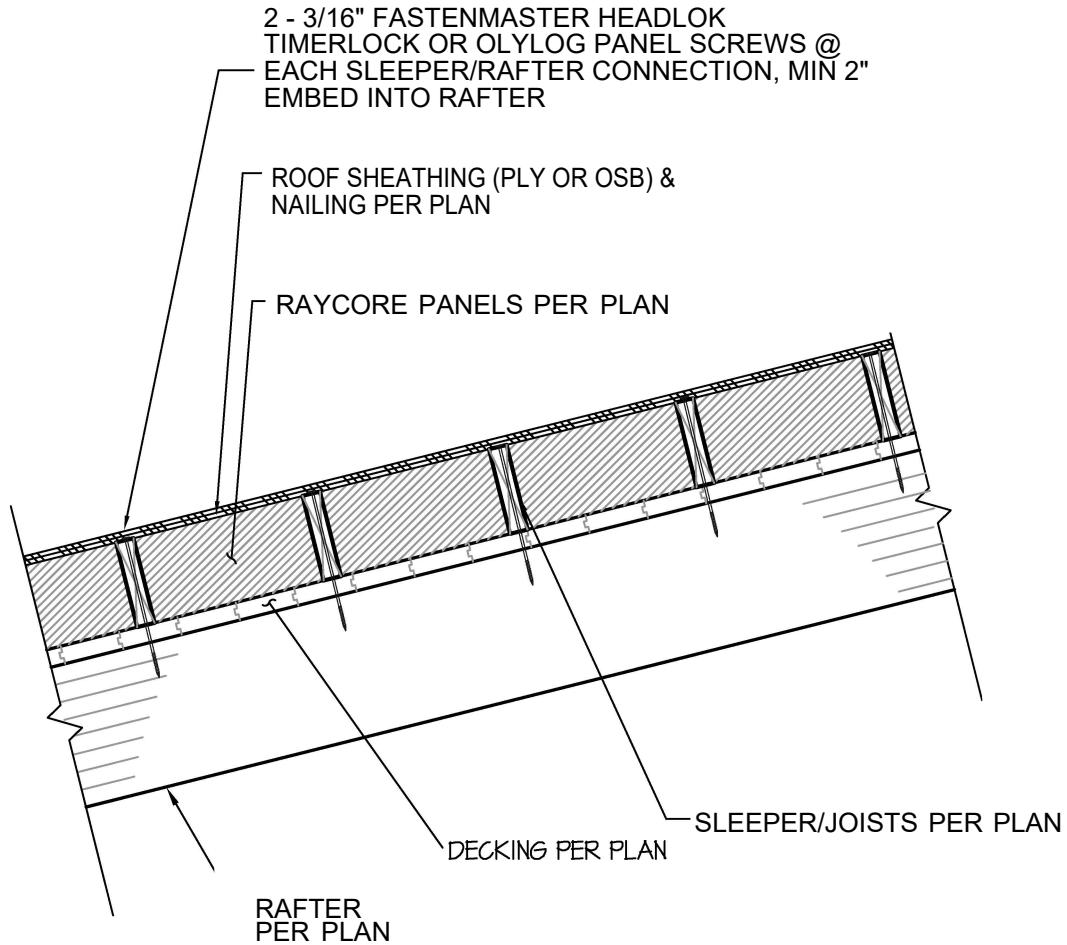 2 - 3/16" FASTENMASTER HEADLOK
TIMERLOCK OR OLYLOG PANEL SCREWS @
EACH SLEEPER/RAFTER CONNECTION, MIN 2"
EMBED INTO RAFTER
ROOF SHEATHING (PLY OR OSB) &
NAILING PER PLAN
RAYCORE PANELS PER PLAN
SLEEPER/JOISTS PER PLAN
DECKING PER PLAN
RAFTER
PER PLAN